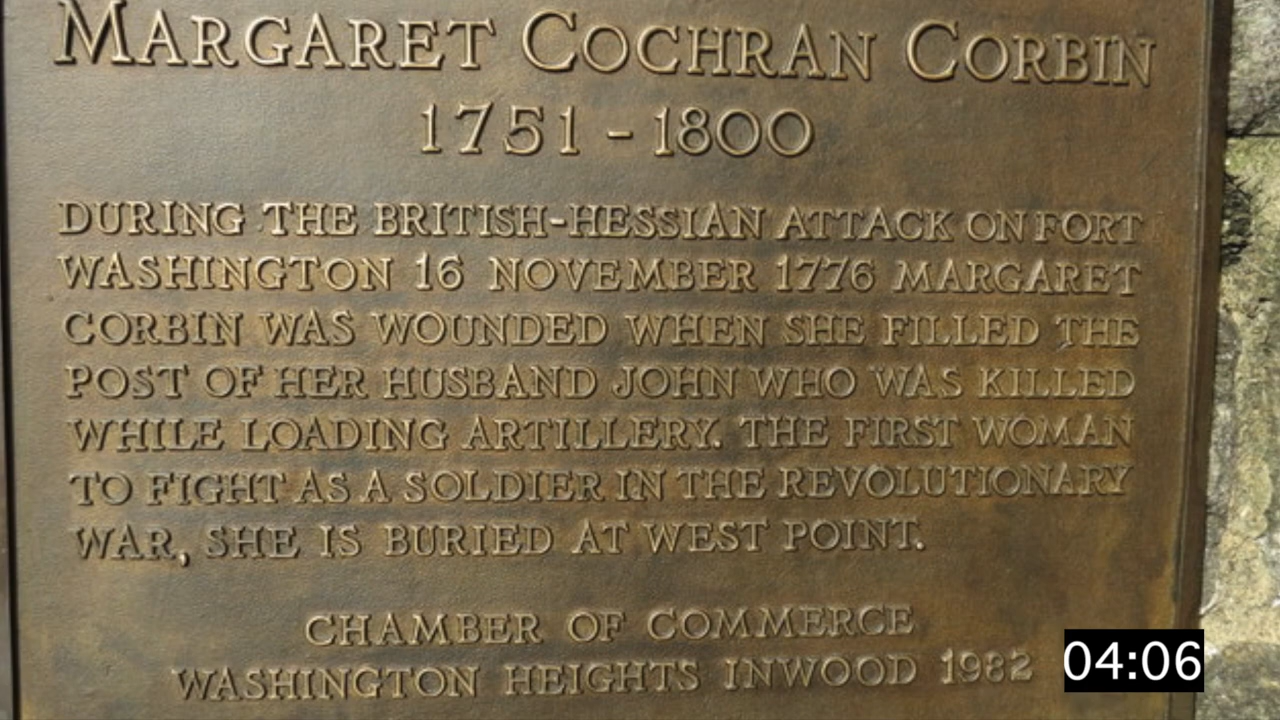 MARGARET COCHRAN CORBIN
1751 - 1800
DURING THE BRITISH-HESSIAN ATTACK ON FORT
WASHINGTON 16 NOVEMBER 1776 MARGARET
CORBIN WAS WOUNDED WHEN SHE FILLED THE
POST OF HER HUSBAND JOHN WHO WAS KILLED
WHILE LOADING ARTILLERY. THE FIRST WOMAN
TO FIGHT AS A SOLDIER IN THE REVOLUTIONARY
WAR, SHE IS BURIED AT WEST POINT.
CHAMBER OF COMMERCE
WASHINGTON HEIGHTS INWOOD 1982
04:06